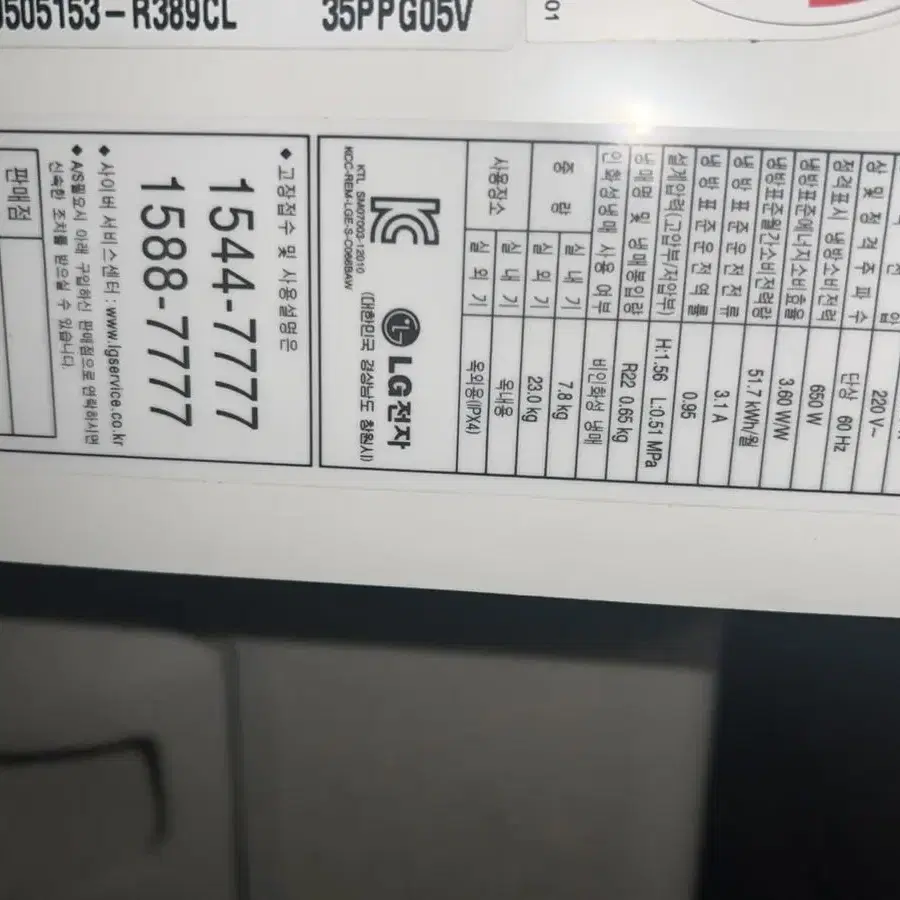 505153-R389CL
35PPG05V
01
220 V~
단상 60 Hz
정격표시 냉방소비전력 650 W
냉방표준에너지소비효율 3.60 W/W
냉방표준월간소비전력량 51.7 kWh/월
냉방표준운전전류 3.1 A
냉방표준운전역률 0.95
설계압력(고압부/저압부) H:1.56 L:0.51 MPa
냉매명 및 냉매봉입량 R22 0.65 kg
인화성냉매 사용 여부 비인화성 냉매
중량 실내기 7.8 kg
실외기 23.0 kg
사용장소 실내기 옥내용
실외기 옥외용(IPX4)
LG전자
(대한민국 경상남도 창원시)
KTL SM07003-12010
KCC-REM-LGE-S-C066BAW
◆ 고장접수 및 사용설명은
1544-7777
1588-7777
◆ 사이버 서비스센터 : www.lgservice.co.kr
◆ A/S필요시 아래 구입하신 판매점으로 연락하시면
신속한 조치를 받으실 수 있습니다.
판매점